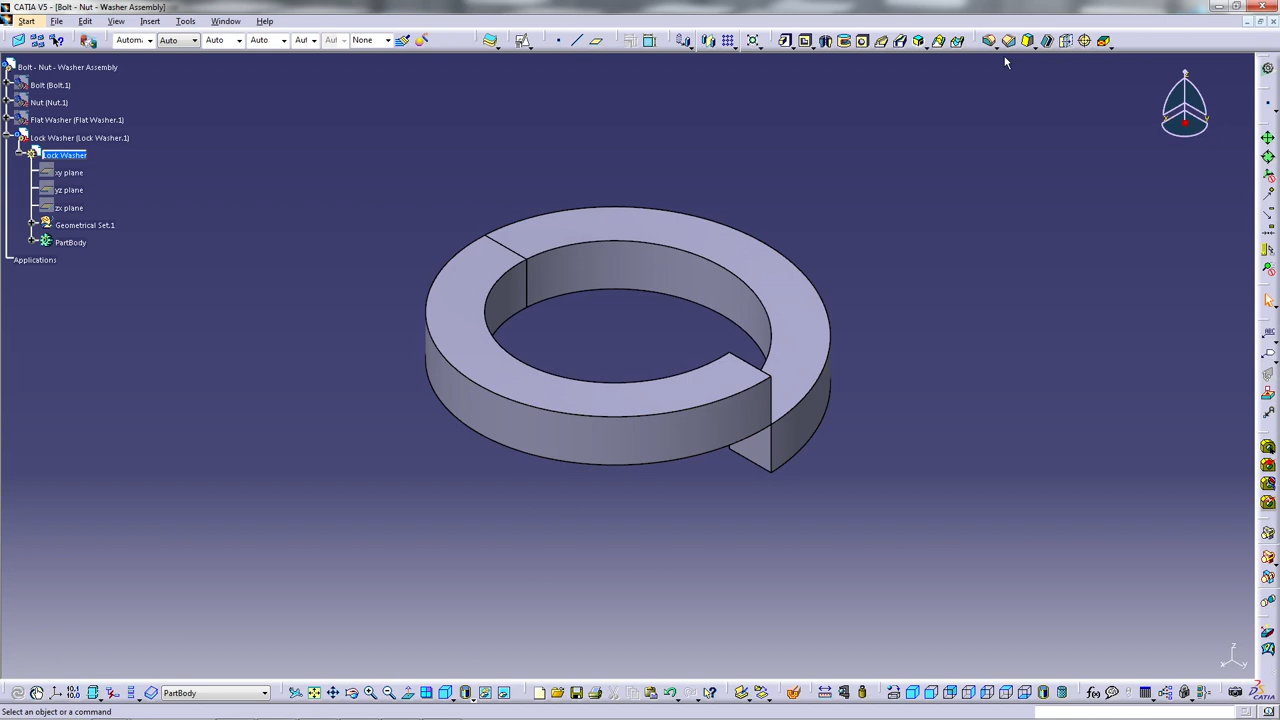 CATIA V5 - [Bolt - Nut - Washer Assembly]
Start File Edit View Insert Tools Window Help
Autom Auto Auto Auto Aut Aut None
Bolt - Nut - Washer Assembly
Bolt (Bolt.1)
Nut (Nut.1)
Flat Washer (Flat Washer.1)
Lock Washer (Lock Washer.1)
Lock Washer
xy plane
yz plane
zx plane
Geometrical Set.1
PartBody
Applications
z
x y
PartBody
Select an object or a command